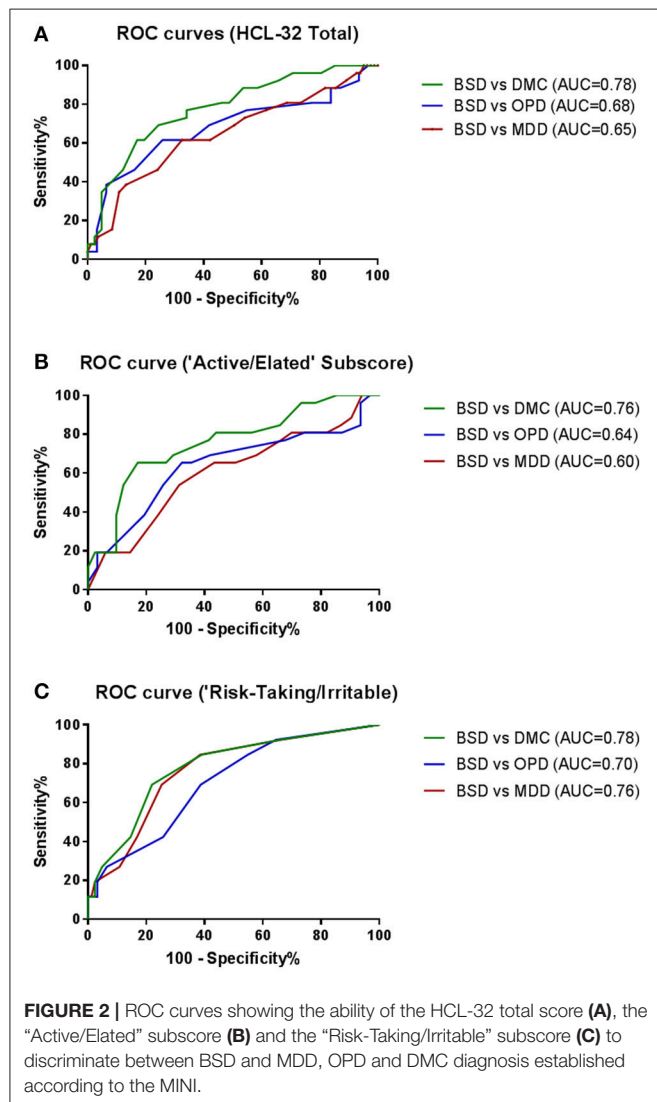 A
ROC curves (HCL-32 Total)
100
80
60
40
20
0
Sensitivity%
0 20 40 60 80 100
100 - Specificity%
BSD vs DMC (AUC=0.78)
BSD vs OPD (AUC=0.68)
BSD vs MDD (AUC=0.65)
B
ROC curve ('Active/Elated' Subscore)
100
80
60
40
20
0
Sensitivity%
0 20 40 60 80 100
100 - Specificity%
BSD vs DMC (AUC=0.76)
BSD vs OPD (AUC=0.64)
BSD vs MDD (AUC=0.60)
C
ROC curve ('Risk-Taking/Irritable)
100
80
60
40
20
0
Sensitivity%
0 20 40 60 80 100
100 - Specificity%
BSD vs DMC (AUC=0.78)
BSD vs OPD (AUC=0.70)
BSD vs MDD (AUC=0.76)
FIGURE 2 | ROC curves showing the ability of the HCL-32 total score (A), the
“Active/Elated” subscore (B) and the “Risk-Taking/Irritable” subscore (C) to
discriminate between BSD and MDD, OPD and DMC diagnosis established
according to the MINI.